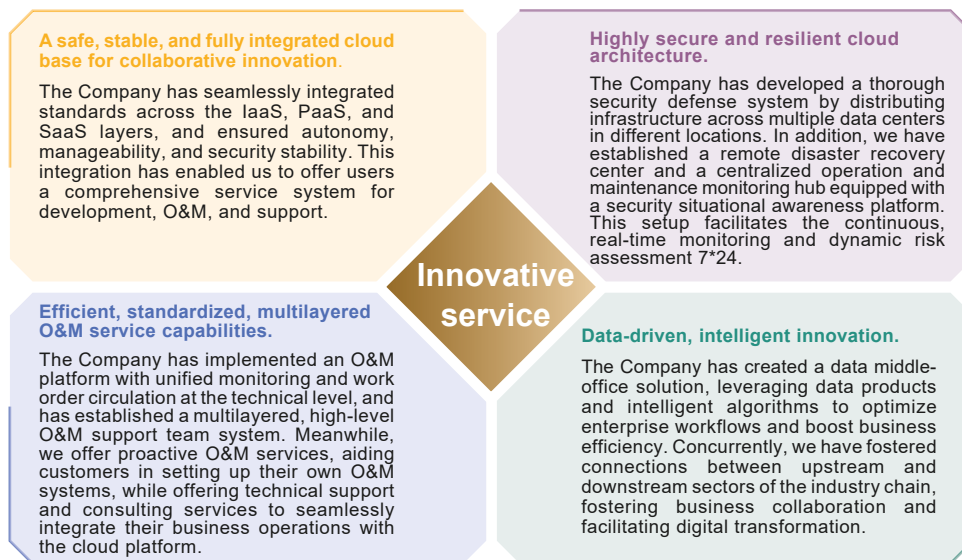 A safe, stable, and fully integrated cloud
base for collaborative innovation.
The Company has seamlessly integrated
standards across the IaaS, PaaS, and
SaaS layers, and ensured autonomy,
manageability, and security stability. This
integration has enabled us to offer users
a comprehensive service system for
development, O&M, and support.
Highly secure and resilient cloud
architecture.
The Company has developed a thorough
security defense system by distributing
infrastructure across multiple data centers
in different locations. In addition, we have
established a remote disaster recovery
center and a centralized operation and
maintenance monitoring hub equipped with
a security situational awareness platform.
This setup facilitates the continuous,
real-time monitoring and dynamic risk
assessment 7*24.
Innovative
service
Efficient, standardized, multilayered
O&M service capabilities.
The Company has implemented an O&M
platform with unified monitoring and work
order circulation at the technical level, and
has established a multilayered, high-level
O&M support team system. Meanwhile,
we offer proactive O&M services, aiding
customers in setting up their own O&M
systems, while offering technical support
and consulting services to seamlessly
integrate their business operations with
the cloud platform.
Data-driven, intelligent innovation.
The Company has created a data middle-
office solution, leveraging data products
and intelligent algorithms to optimize
enterprise workflows and boost business
efficiency. Concurrently, we have fostered
connections between upstream and
downstream sectors of the industry chain,
fostering business collaboration and
facilitating digital transformation.